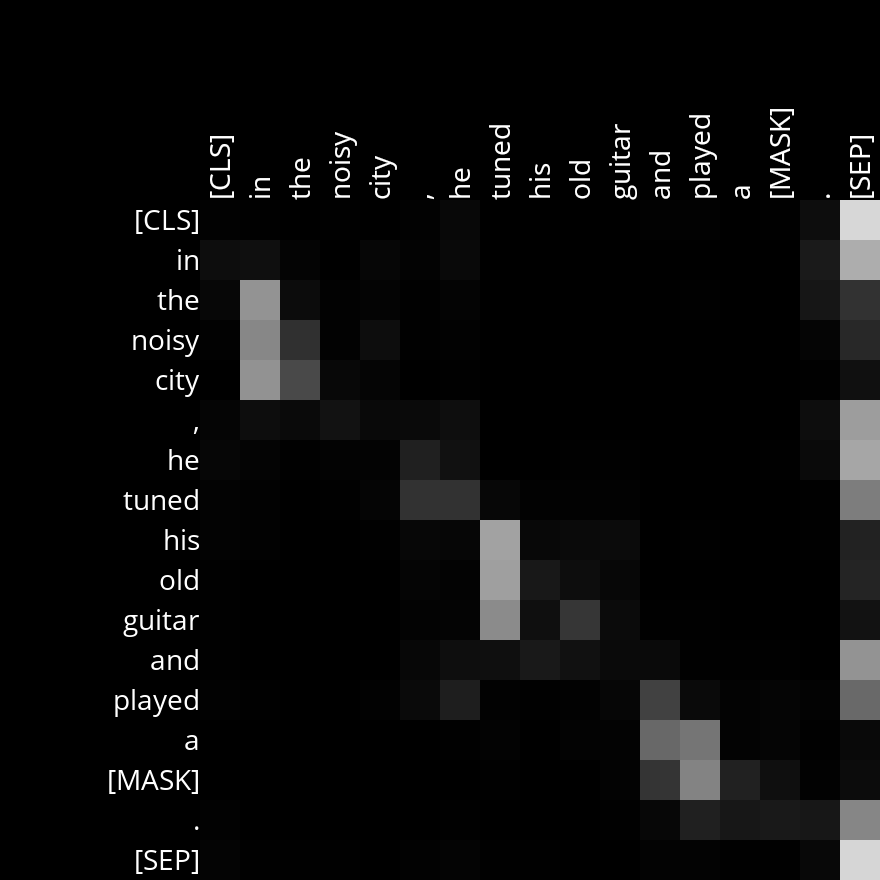 [CLS] in the noisy city , he tuned his old guitar and played a [MASK] . [SEP]
[CLS]
in
the
noisy
city
,
he
tuned
his
old
guitar
and
played
a
[MASK]
.
[SEP]